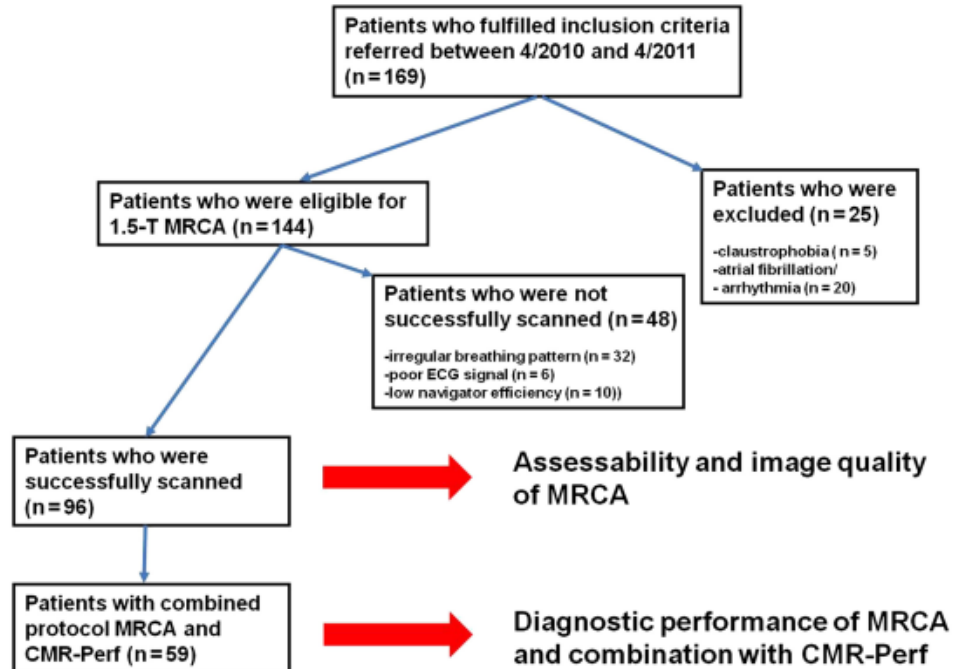 Patients who fulfilled inclusion criteria
referred between 4/2010 and 4/2011
(n=169)
Patients who were eligible for
1.5-T MRCA (n=144)
Patients who were
excluded (n=25)
-claustrophobia ( n = 5)
-atrial fibrillation/
- arrhythmia (n = 20)
Patients who were not
successfully scanned (n=48)
-irregular breathing pattern (n = 32)
-poor ECG signal (n = 6)
-low navigator efficiency (n = 10))
Patients who were
successfully scanned
(n=96)
Assessability and image quality
of MRCA
Patients with combined
protocol MRCA and
CMR-Perf (n=59)
Diagnostic performance of MRCA
and combination with CMR-Perf